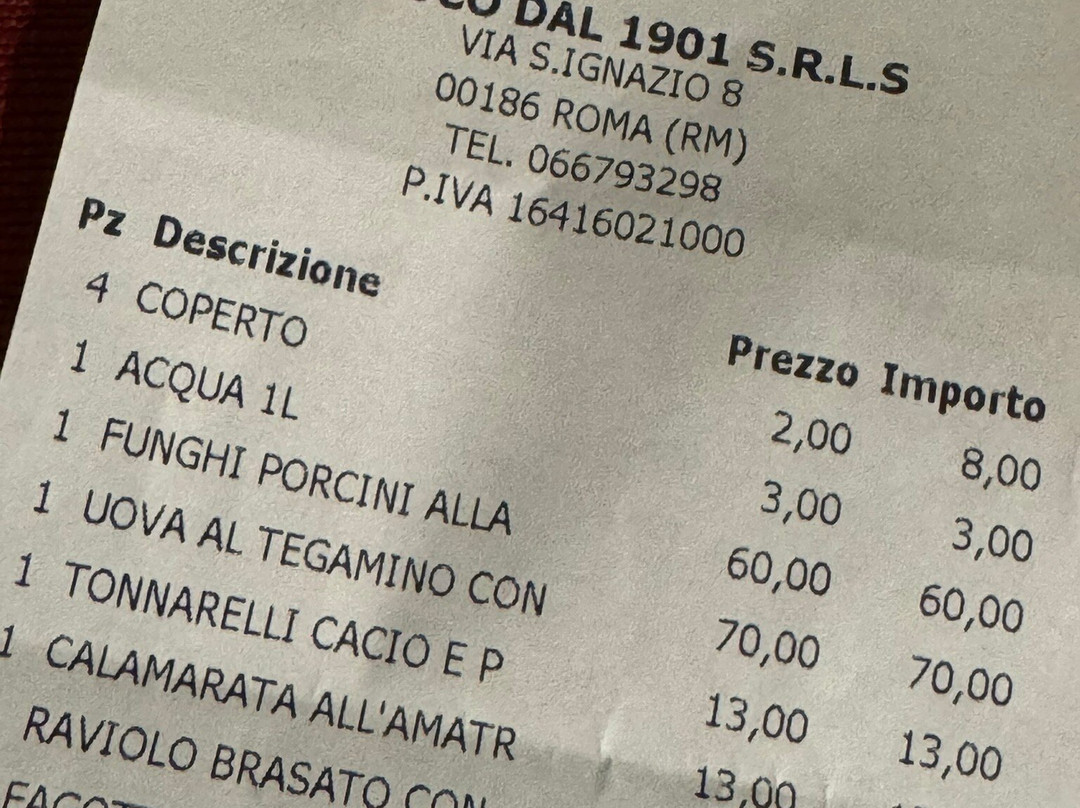 DAL 1901 S.R.L.S
VIA S.IGNAZIO 8
00186 ROMA (RM)
TEL. 066793298
P.IVA 16416021000
Pz Descrizione Prezzo Importo
4 COPERTO 2,00 8,00
1 ACQUA 1L 3,00 3,00
1 FUNGHI PORCINI ALLA 60,00 60,00
1 UOVA AL TEGAMINO CON 70,00 70,00
1 TONNARELLI CACIO E P 13,00 13,00
1 CALAMARATA ALL'AMATR 13,00
RAVIOLO BRASATO CON